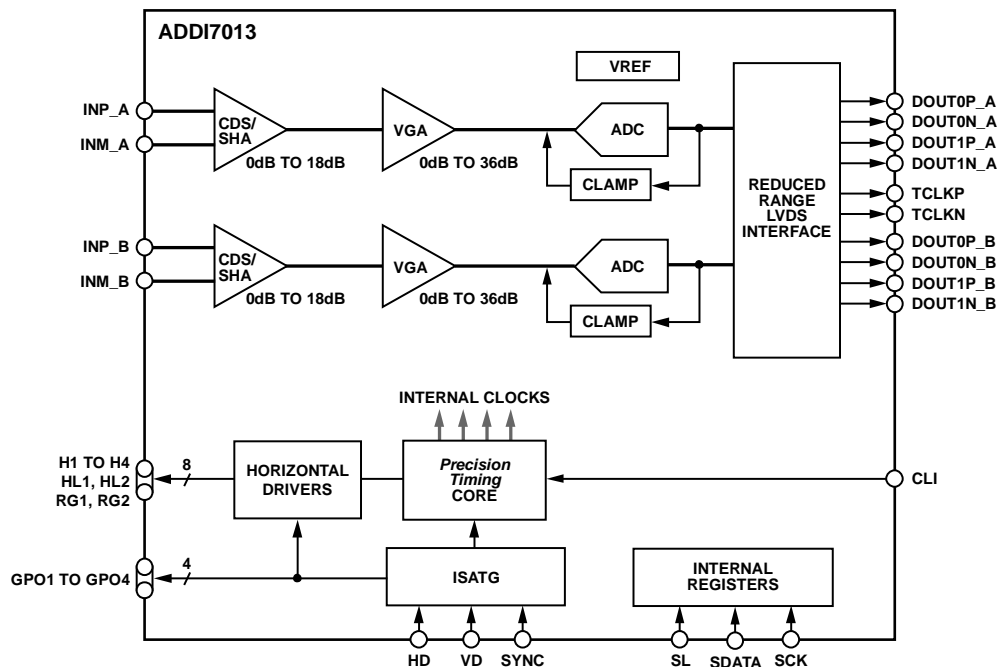 ADDI7013
VREF
INP_A
INM_A
CDS/
SHA
0dB TO 18dB
VGA
0dB TO 36dB
ADC
CLAMP
REDUCED
RANGE
LVDS
INTERFACE
DOUT0P_A
DOUT0N_A
DOUT1P_A
DOUT1N_A
TCLKP
TCLKN
DOUT0P_B
DOUT0N_B
DOUT1P_B
DOUT1N_B
INP_B
INM_B
CDS/
SHA
0dB TO 18dB
VGA
0dB TO 36dB
ADC
CLAMP
INTERNAL CLOCKS
H1 TO H4
HL1, HL2
RG1, RG2
8
HORIZONTAL
DRIVERS
Precision
Timing
CORE
CLI
GPO1 TO GPO4
4
ISATG
INTERNAL
REGISTERS
HD
VD
SYNC
SL
SDATA
SCK